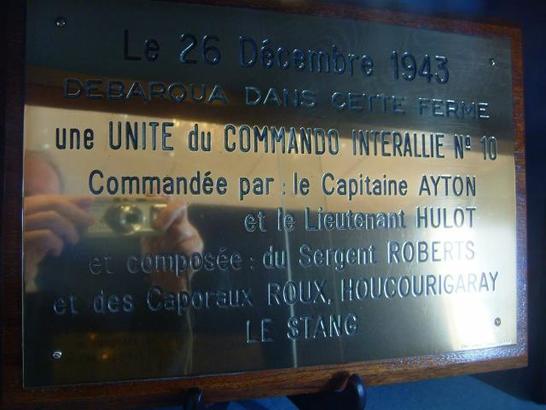 Le 26 Décembre 1943
DEBARQUA DANS CETTE FERME
une UNITE du COMMANDO INTERALLIE Nº 10
Commandée par : le Capitaine AYTON
et le Lieutenant HULOT
et composée : du Sergent ROBERTS
et des Caporaux ROUX, HOUCOURIGARAY
LE STANG